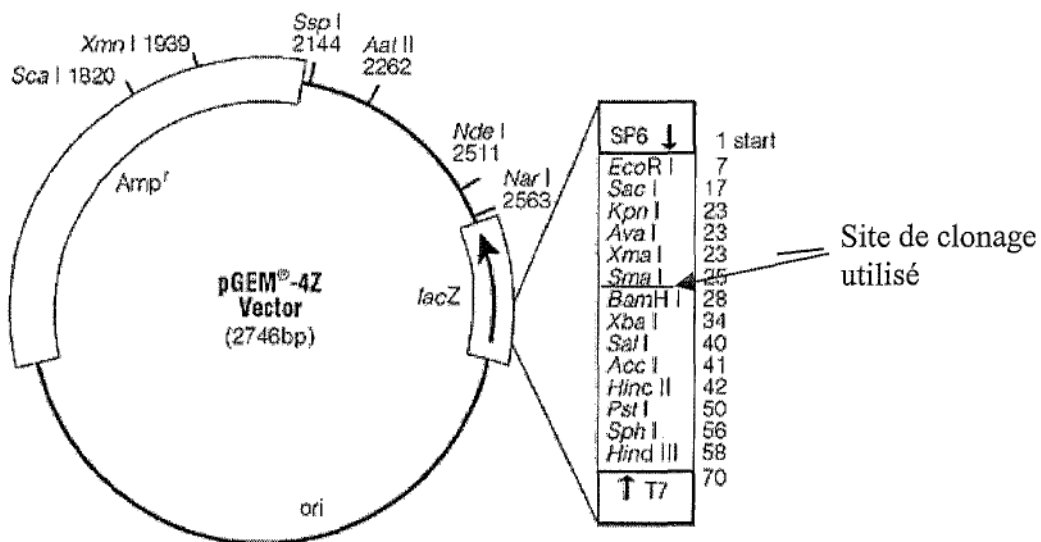 Ssp I
2144
Xmn I 1939
Aat II
2262
Sca I 1820
Nde I
2511
Nar I
2563
Ampʳ
pGEM®-4Z
Vector
(2746bp)
lacZ
ori
SP6 ↓
1 start
EcoR I 7
Sac I 17
Kpn I 23
Ava I 23
Xma I 23
Sma I 25
BamH I 28
Xba I 34
Sal I 40
Acc I 41
Hinc II 42
Pst I 50
Sph I 56
Hind III 58
70
↑ T7
Site de clonage
utilisé